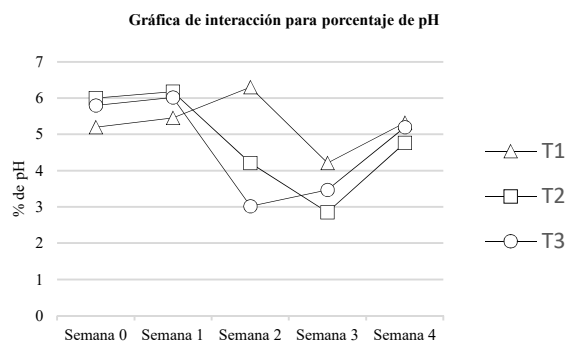 Gráfica de interacción para porcentaje de pH
7
6
5
4
3
2
1
0
% de pH
Semana 0 Semana 1 Semana 2 Semana 3 Semana 4
T1
T2
T3